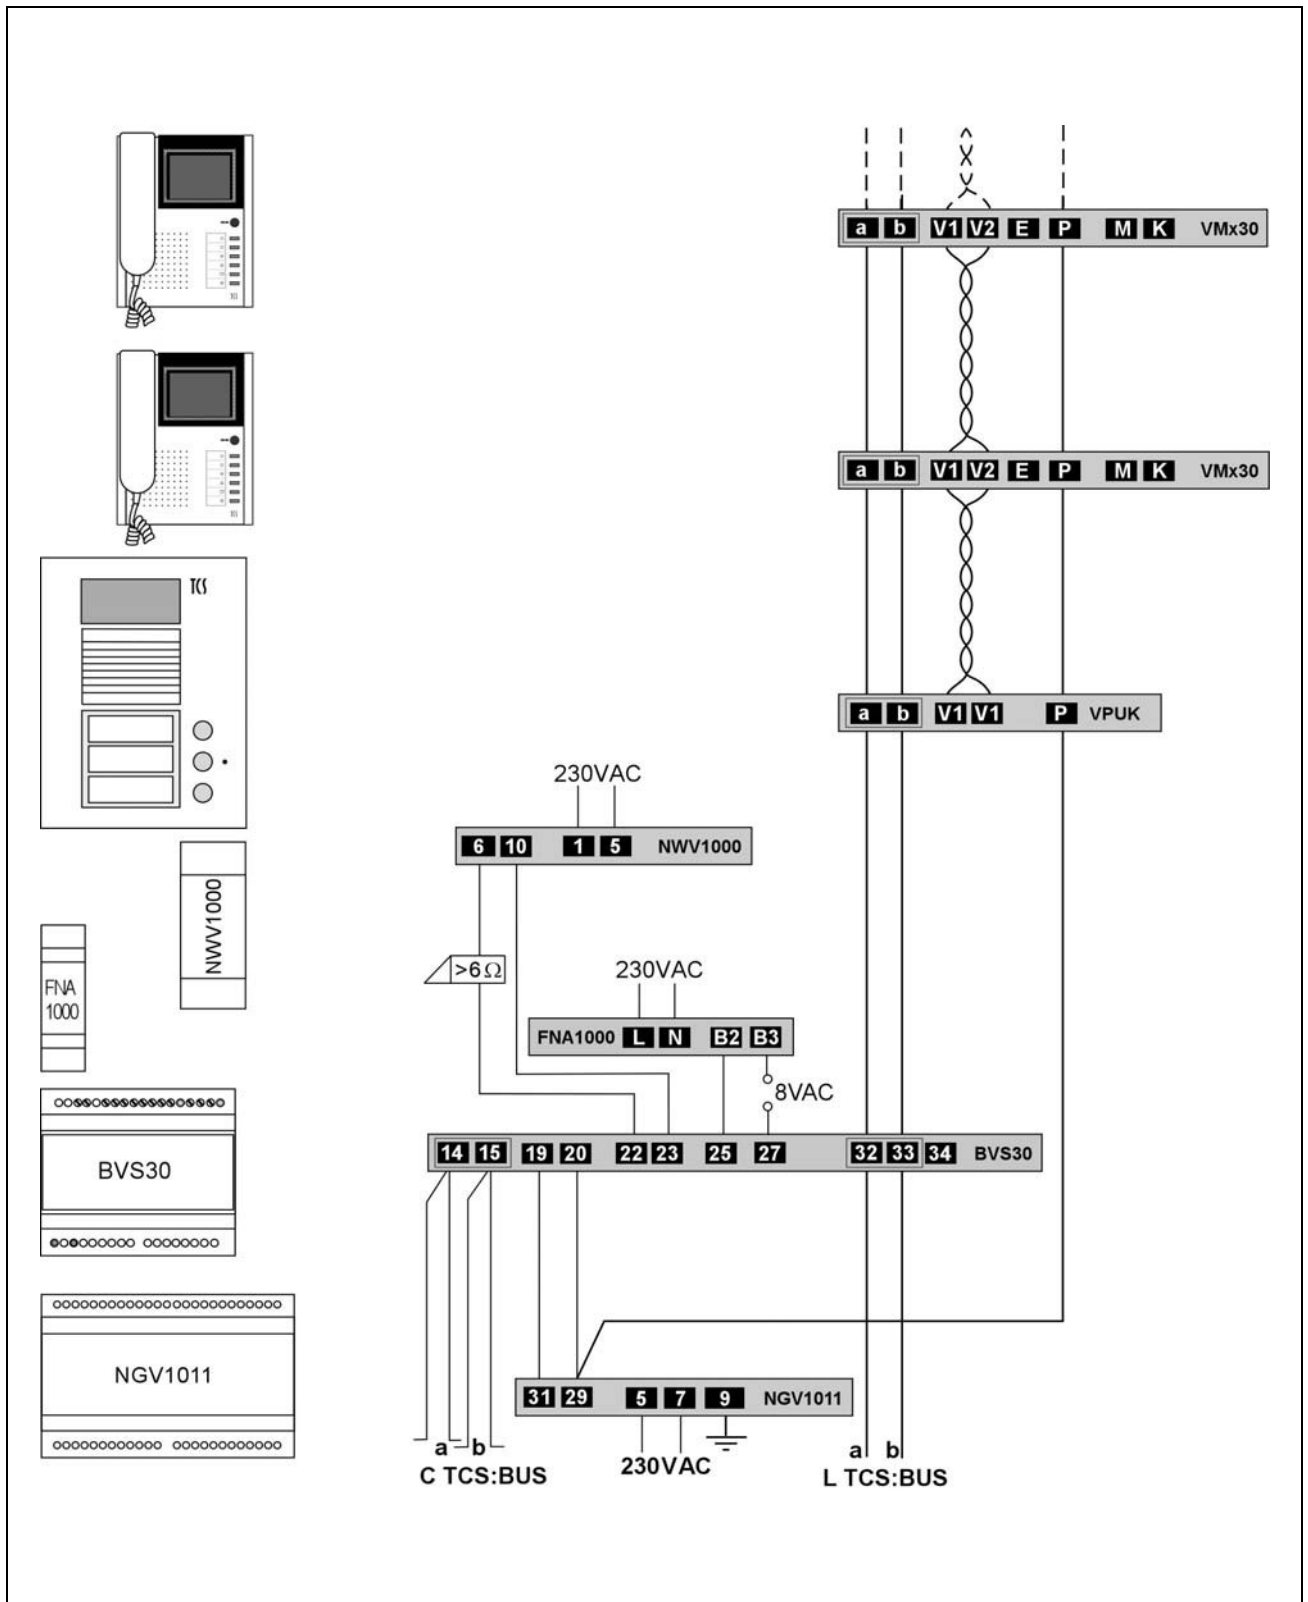 a b V1 V2 E P M K VMx30
a b V1 V2 E P M K VMx30
TCS
a b V1 V1 P VPUK
230VAC
6 10 1 5 NWV1000
NWV1000
>6 Ω
230VAC
FNA
1000
FNA1000 L N B2 B3
8VAC
BVS30
14 15 19 20 22 23 25 27 32 33 34 BVS30
NGV1011
31 29 5 7 9 NGV1011
a b
C TCS:BUS
230VAC
a b
L TCS:BUS